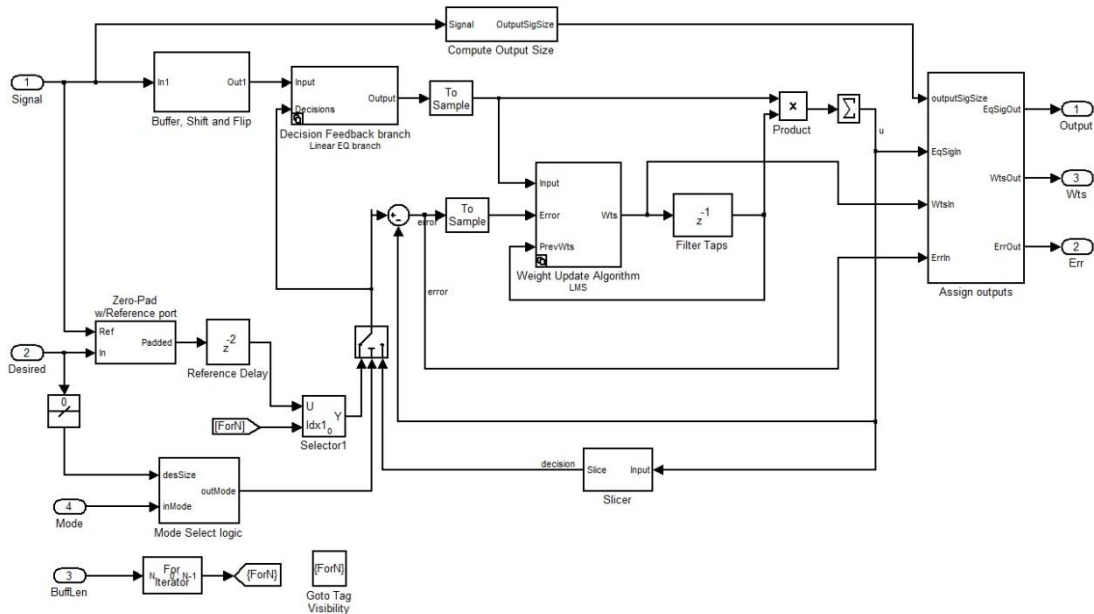 Signal
OutputSigSize
Compute Output Size
1
Signal
In1
Out1
Buffer, Shift and Flip
Input
Decisions
Output
Decision Feedback branch
Linear EQ branch
To
Sample
×
Product
Σ
u
outputSigSize
EqSigIn
WtsIn
ErrIn
EqSigOut
WtsOut
ErrOut
Assign outputs
1
Output
3
Wts
2
Err
+
-
error
To
Sample
Input
Error
PrevWts
Wts
Weight Update Algorithm
LMS
z-1
Filter Taps
error
Zero-Pad
w/Reference port
Ref
In
Padded
2
Desired
z-2
Reference Delay
0
T
[ForN]
U
Idx1
0
Y
Selector1
desSize
inMode
outMode
Mode Select logic
4
Mode
decision
Slice
Input
Slicer
3
BuffLen
For
N 0 : N-1
Iterator
{ForN}
{ForN}
Goto Tag
Visibility